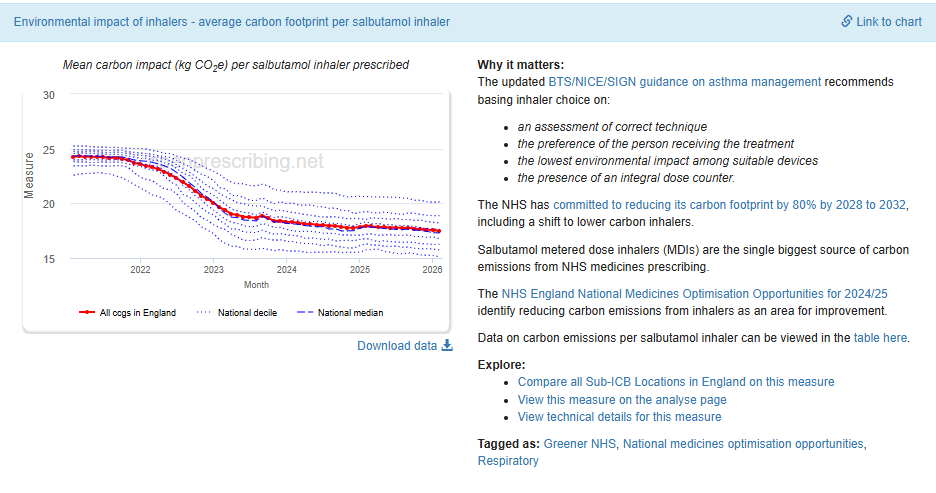 Environmental impact of inhalers - average carbon footprint per salbutamol inhaler
Link to chart
Mean carbon impact (kg CO2e) per salbutamol inhaler prescribed
30
25
20
15
Measure
prescribing.net
2022
2023
2024
2025
2026
Month
All ccgs in England
National decile
National median
Download data
Why it matters:
The updated BTS/NICE/SIGN guidance on asthma management recommends
basing inhaler choice on:
• an assessment of correct technique
• the preference of the person receiving the treatment
• the lowest environmental impact among suitable devices
• the presence of an integral dose counter.
The NHS has committed to reducing its carbon footprint by 80% by 2028 to 2032,
including a shift to lower carbon inhalers.
Salbutamol metered dose inhalers (MDIs) are the single biggest source of carbon
emissions from NHS medicines prescribing.
The NHS England National Medicines Optimisation Opportunities for 2024/25
identify reducing carbon emissions from inhalers as an area for improvement.
Data on carbon emissions per salbutamol inhaler can be viewed in the table here.
Explore:
• Compare all Sub-ICB Locations in England on this measure
• View this measure on the analyse page
• View technical details for this measure
Tagged as: Greener NHS, National medicines optimisation opportunities,
Respiratory